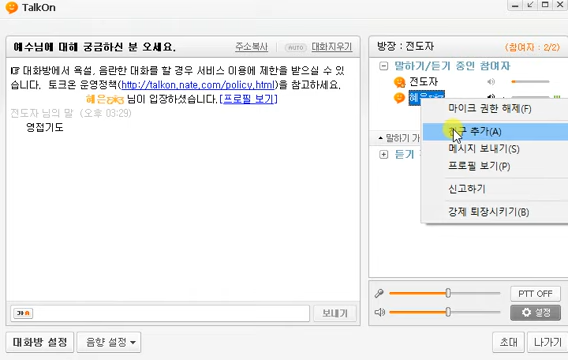 TalkOn
예수님에 대해 궁금하신 분 오세요.
주소복사
AUTO
대화지우기
☞ 대화방에서 욕설, 음란한 대화를 할 경우 서비스 이용에 제한을 받으실 수 있
습니다. 토크온 운영정책(http://talkon.nate.com/policy.html)을 참고하세요.
님이 입장하셨습니다.[프로필 보기]
전도자 님의 말 (오후 03:29)
영접기도
방장 : 전도자
(참여자 : 2/2)
말하기/듣기 중인 참여자
전도자
혜은
마이크 권한 해제(F)
추가(A)
메시지 보내기(S)
프로필 보기(P)
신고하기
강제 퇴장시키기(B)
말하기
듣기
가
보내기
PTT OFF
설정
대화방 설정
음향 설정
초대
나가기